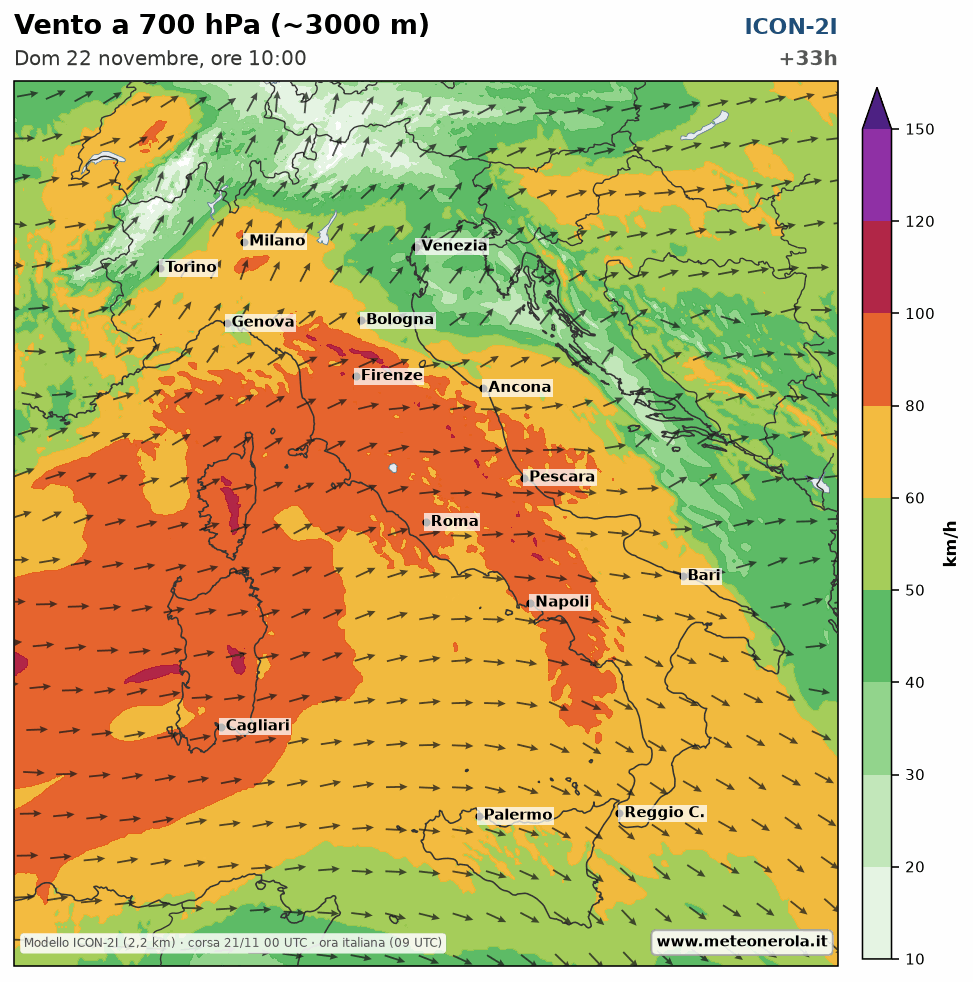 Vento a 700 hPa (~3000 m)
ICON-2I
Dom 22 novembre, ore 10:00
+33h
Milano
Venezia
Torino
Genova
Bologna
Firenze
Ancona
Pescara
Roma
Bari
Napoli
Cagliari
Palermo
Reggio C.
150
120
100
80
60
50
40
30
20
10
km/h
Modello ICON-2I (2,2 km) · corsa 21/11 00 UTC · ora italiana (09 UTC)
www.meteonerola.it